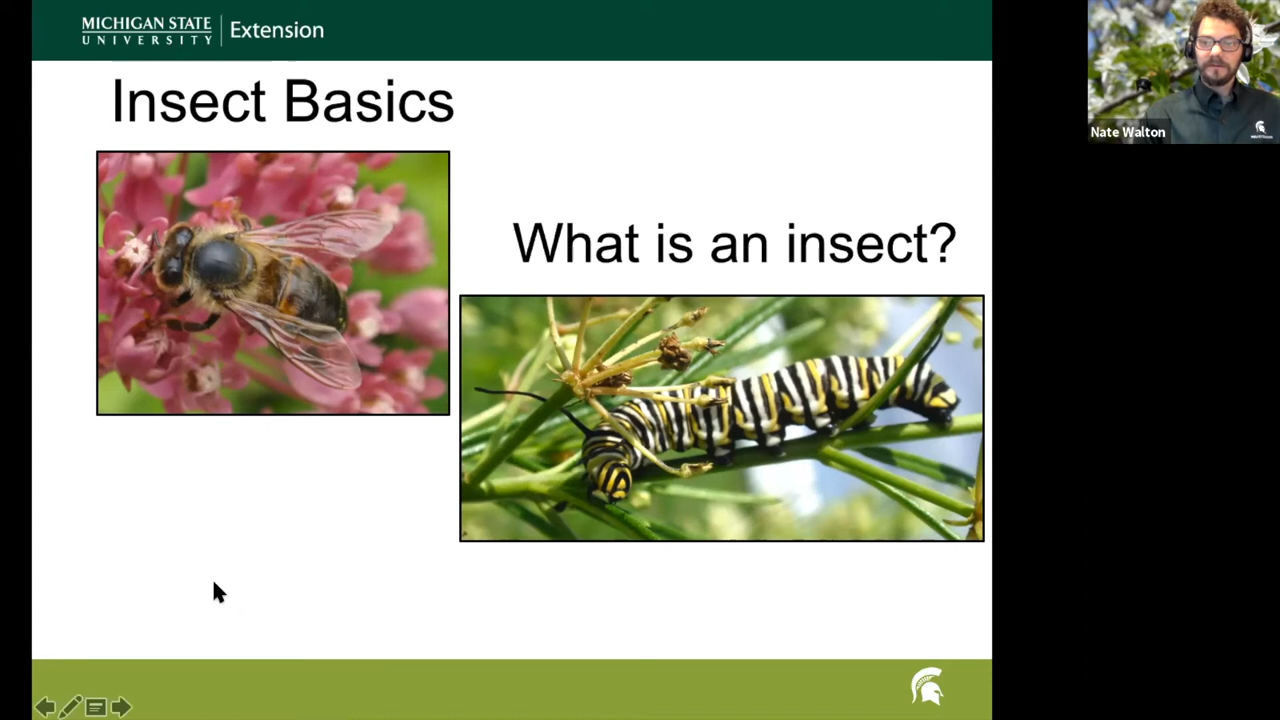 MICHIGAN STATE
UNIVERSITY
Extension
Insect Basics
What is an insect?
Nate Walton